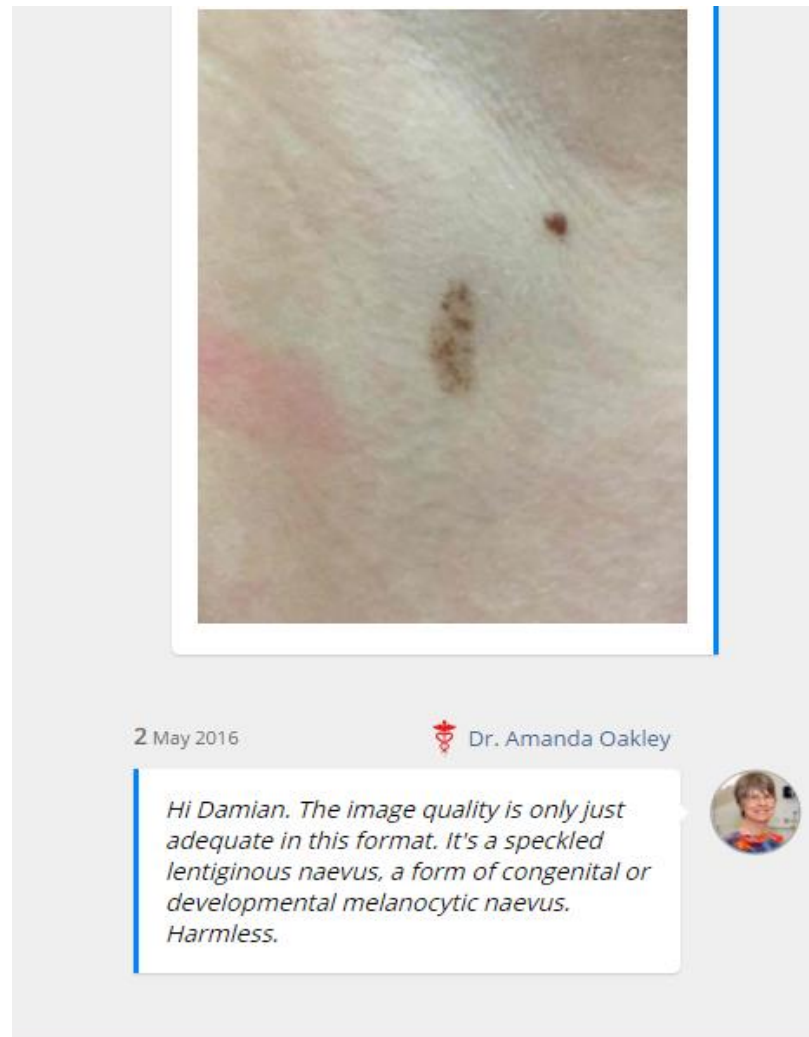 2 May 2016
Dr. Amanda Oakley
Hi Damian. The image quality is only just
adequate in this format. It's a speckled
lentiginous naevus, a form of congenital or
developmental melanocytic naevus.
Harmless.